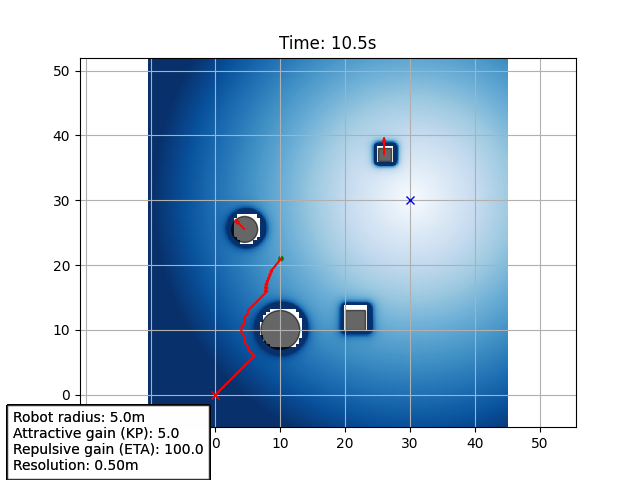 Time: 10.5s
50
40
30
20
10
0
0 10 20 30 40 50
Robot radius: 5.0m
Attractive gain (KP): 5.0
Repulsive gain (ETA): 100.0
Resolution: 0.50m